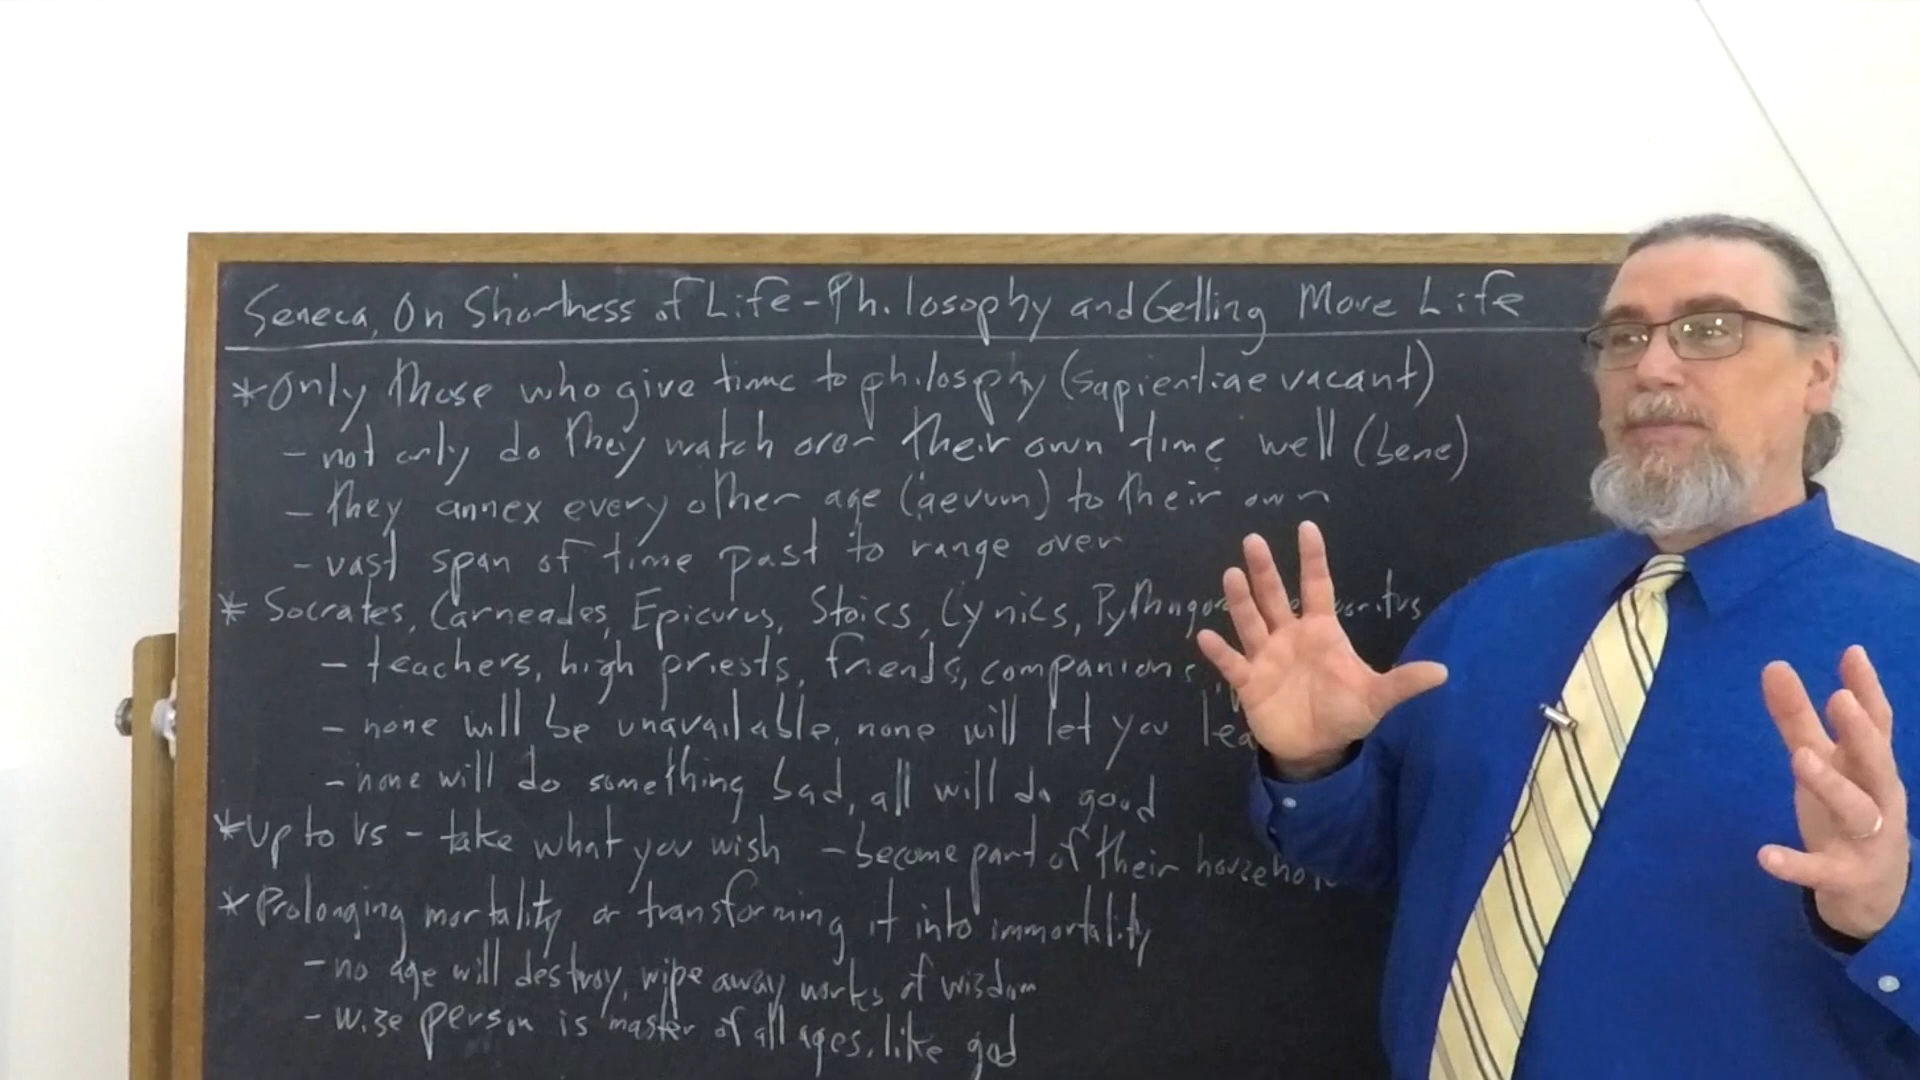 Seneca, On Shortness of Life - Philosophy and Getting More Life
* Only those who give time to philosphy (sapientiae vacant)
- not only do they watch over their own time well (bene)
- they annex every other age (aevum) to their own
- vast span of time past to range over
* Socrates, Carneades, Epicurus, Stoics, Cynics,
- teachers, high priests, friends, companions
- none will be unavailable, none will let you
- none will do something bad, all will do good
* Up to Us - take what you wish - become part of their
* Prolonging mortality or transforming it into immortality
- no age will destroy, wipe away works of wisdom
- wise person is master of all ages, like god